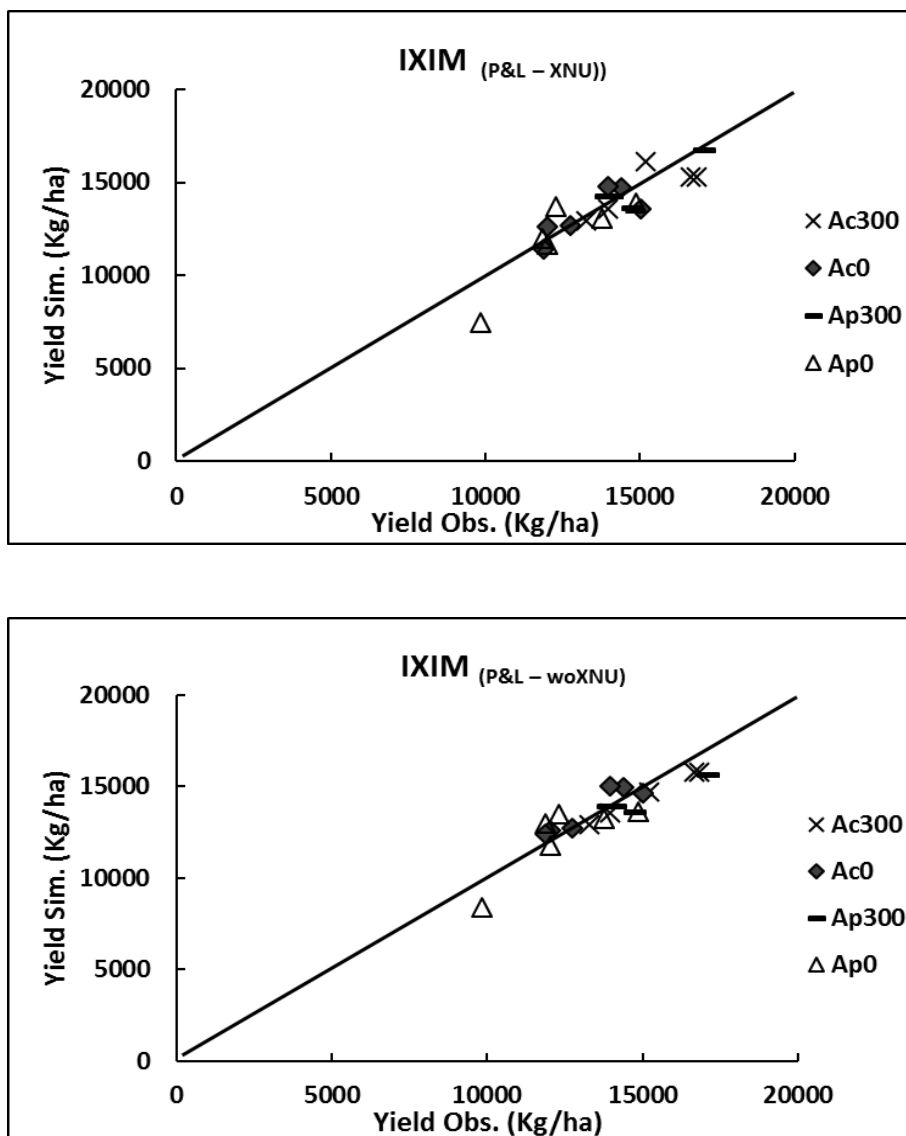 IXIM (P&L – XNU))
20000
15000
10000
5000
0
Yield Sim. (Kg/ha)
0 5000 10000 15000 20000
Yield Obs. (Kg/ha)
Ac300
Ac0
Ap300
Ap0
IXIM (P&L – woXNU)
20000
15000
10000
5000
0
Yield Sim. (Kg/ha)
0 5000 10000 15000 20000
Yield Obs. (Kg/ha)
Ac300
Ac0
Ap300
Ap0